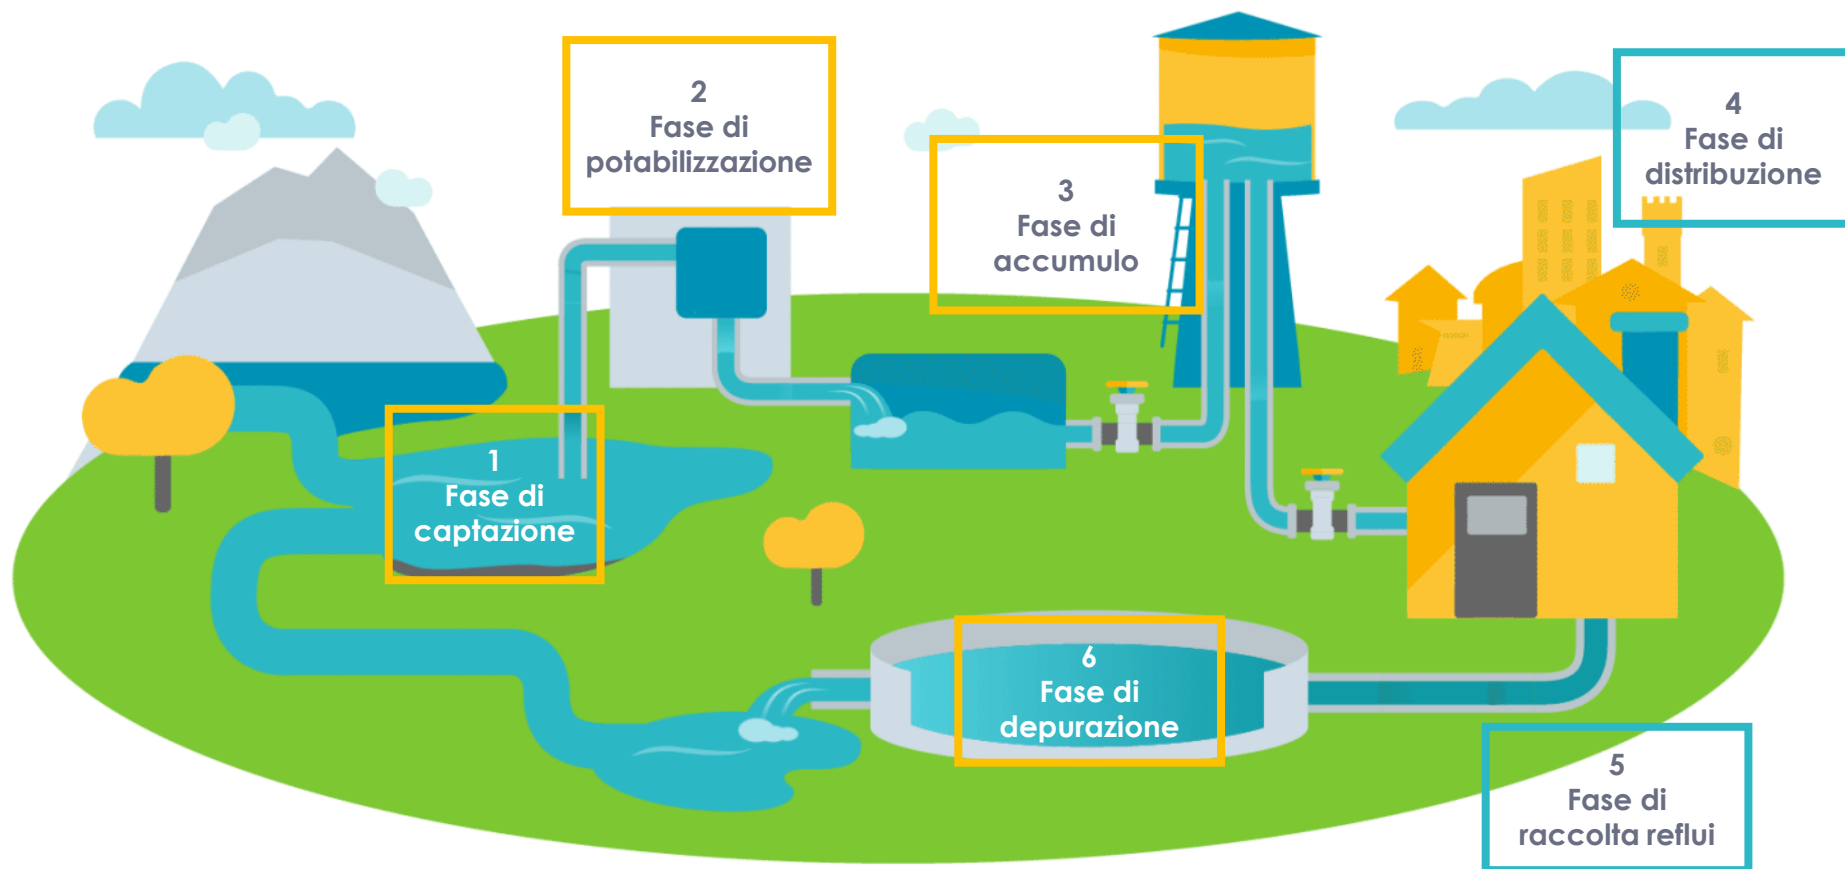 1
Fase di
captazione
2
Fase di
potabilizzazione
3
Fase di
accumulo
4
Fase di
distribuzione
5
Fase di
raccolta reflui
6
Fase di
depurazione